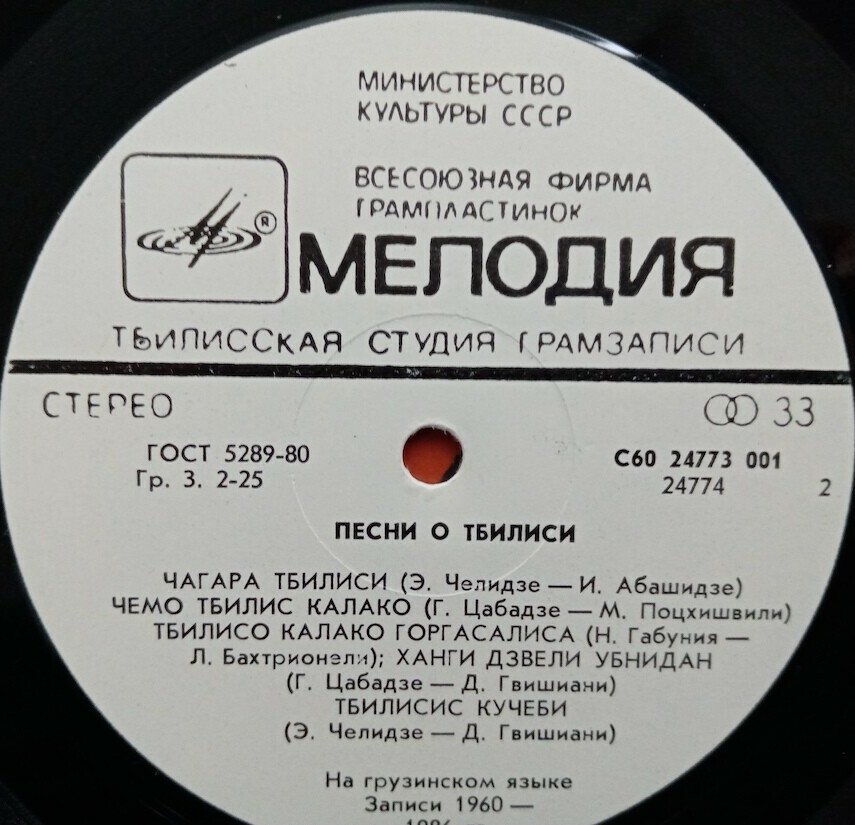 МИНИСТЕРСТВО
КУЛЬТУРЫ СССР
ВСЕСОЮЗНАЯ ФИРМА
ГРАМПЛАСТИНОК
®
МЕЛОДИЯ
ТБИЛИССКАЯ СТУДИЯ ГРАМЗАПИСИ
СТЕРЕО
33
ГОСТ 5289-80
Гр. 3. 2-25
С60 24773 001
24774
2
ПЕСНИ О ТБИЛИСИ
ЧАГАРА ТБИЛИСИ (Э. Челидзе — И. Абашидзе)
ЧЕМО ТБИЛИС КАЛАКО (Г. Цабадзе — М. Поцхишвили)
ТБИЛИСО КАЛАКО ГОРГАСАЛИСА (Н. Габуния —
Л. Бахтрионели); ХАНГИ ДЗВЕЛИ УБНИДАН
(Г. Цабадзе — Д. Гвишиани)
ТБИЛИСИС КУЧЕБИ
(Э. Челидзе — Д. Гвишиани)
На грузинском языке
Записи 1960 —